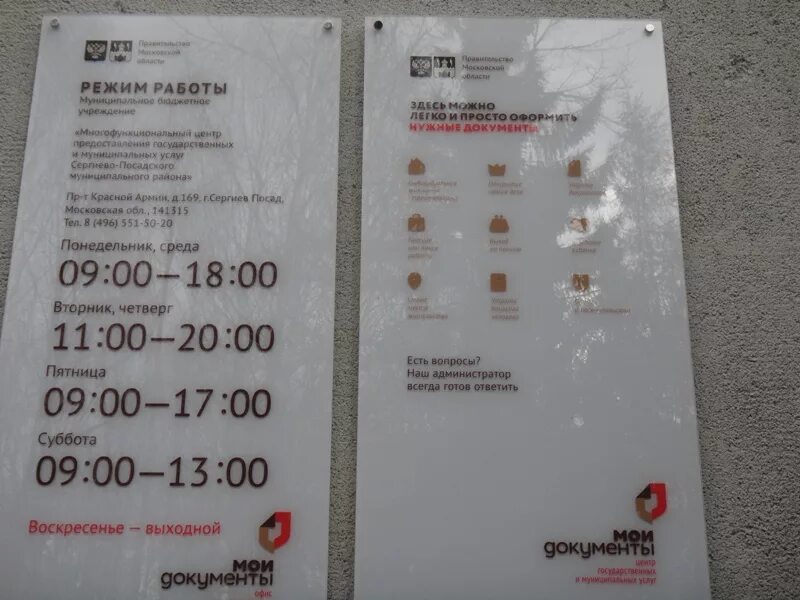 Правительство
Московской
области
РЕЖИМ РАБОТЫ
Муниципальное бюджетное
учреждение
«Многофункциональный центр
предоставления государственных
и муниципальных услуг
Сергиево-Посадского
муниципального района»
Пр-т Красной Армии, д.169, г.Сергиев Посад,
Московская обл., 141315
Тел. 8 (496) 551-50-20
Понедельник, среда
09:00—18:00
Вторник, четверг
11:00—20:00
Пятница
09:00—17:00
Суббота
09:00—13:00
Воскресенье — выходной
мои
документы
офис
Правительство
Московской
области
ЗДЕСЬ МОЖНО
ЛЕГКО И ПРОСТО ОФОРМИТЬ
НУЖНЫЕ ДОКУМЕНТЫ
Есть вопросы?
Наш администратор
всегда готов ответить
мои
документы
центр
государственных
и муниципальных услуг